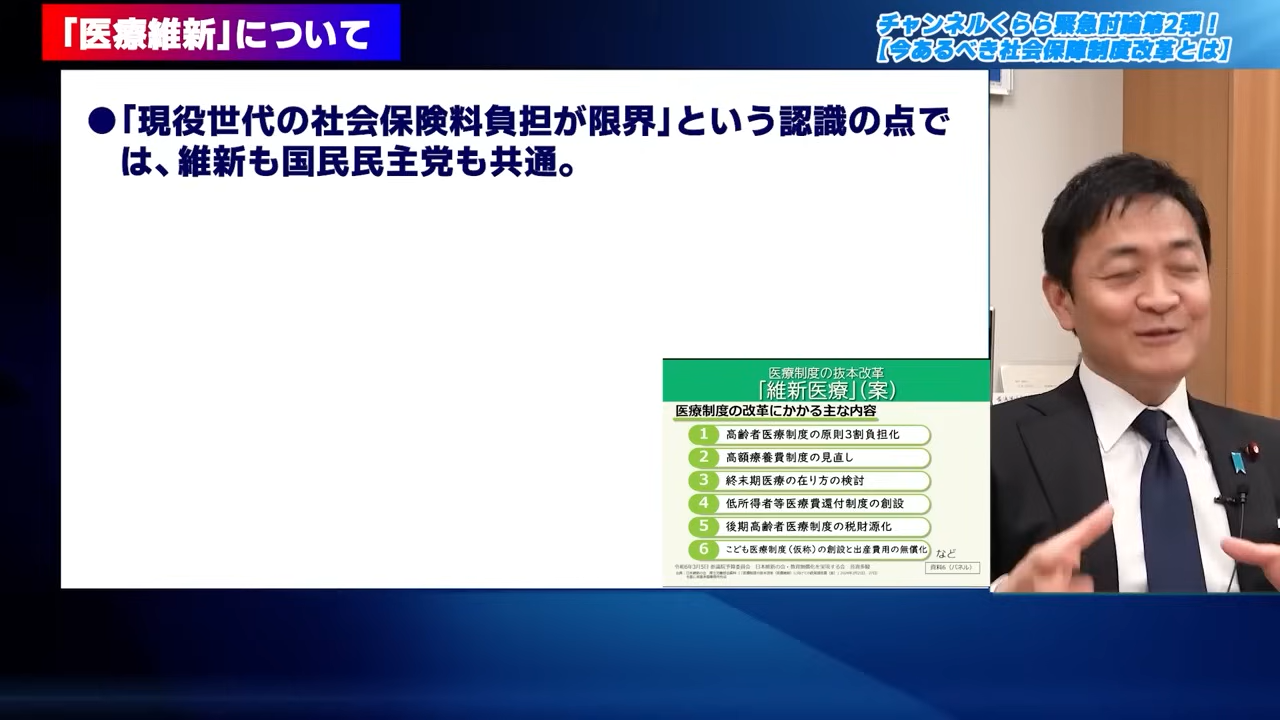 「医療維新」について
チャンネルくらら緊急討論第2弾！
【今あるべき社会保障制度改革とは】
●「現役世代の社会保険料負担が限界」という認識の点で
は、維新も国民民主党も共通。
医療制度の抜本改革
「維新医療」（案）
医療制度の改革にかかる主な内容
1 高齢者医療制度の原則3割負担化
2 高額療養費制度の見直し
3 終末期医療の在り方の検討
4 低所得者等医療費還付制度の創設
5 後期高齢者医療制度の税財源化
6 こども医療制度（仮称）の創設と出産費用の無償化
など
資料6（パネル）